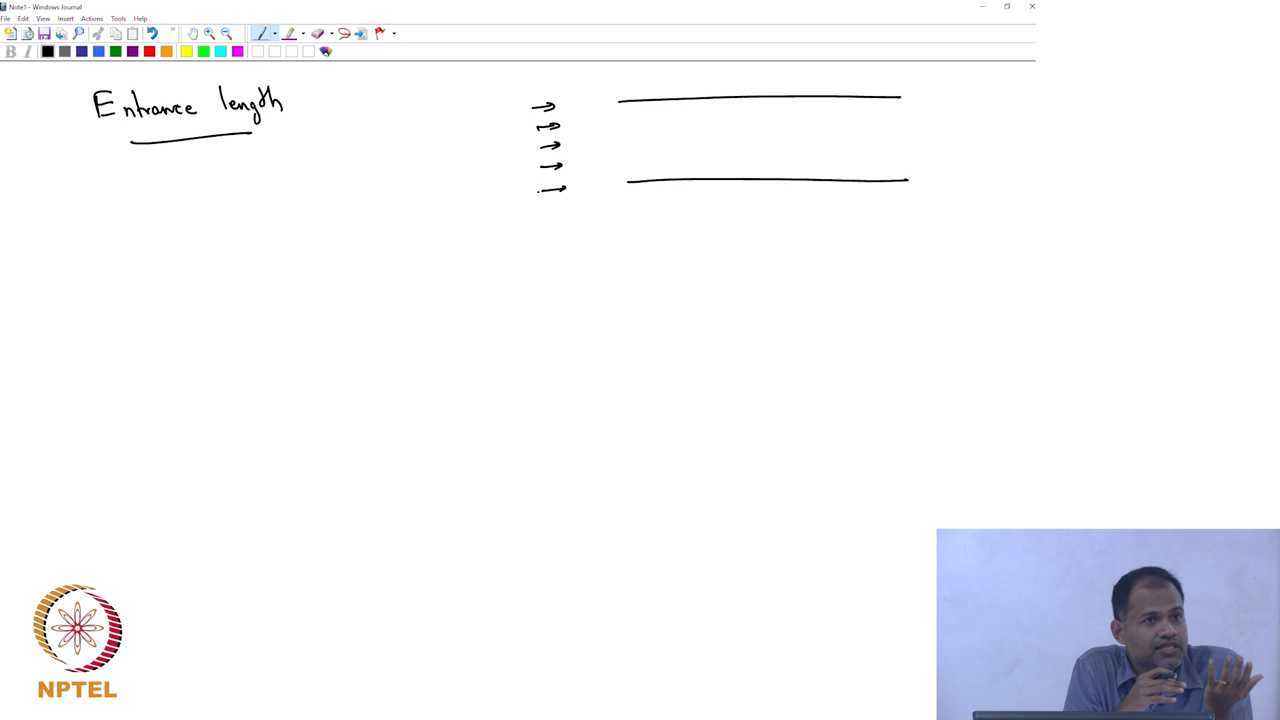 Note1 - Windows Journal
File Edit View Insert Actions Tools Help
B I
Entrance length
NPTEL